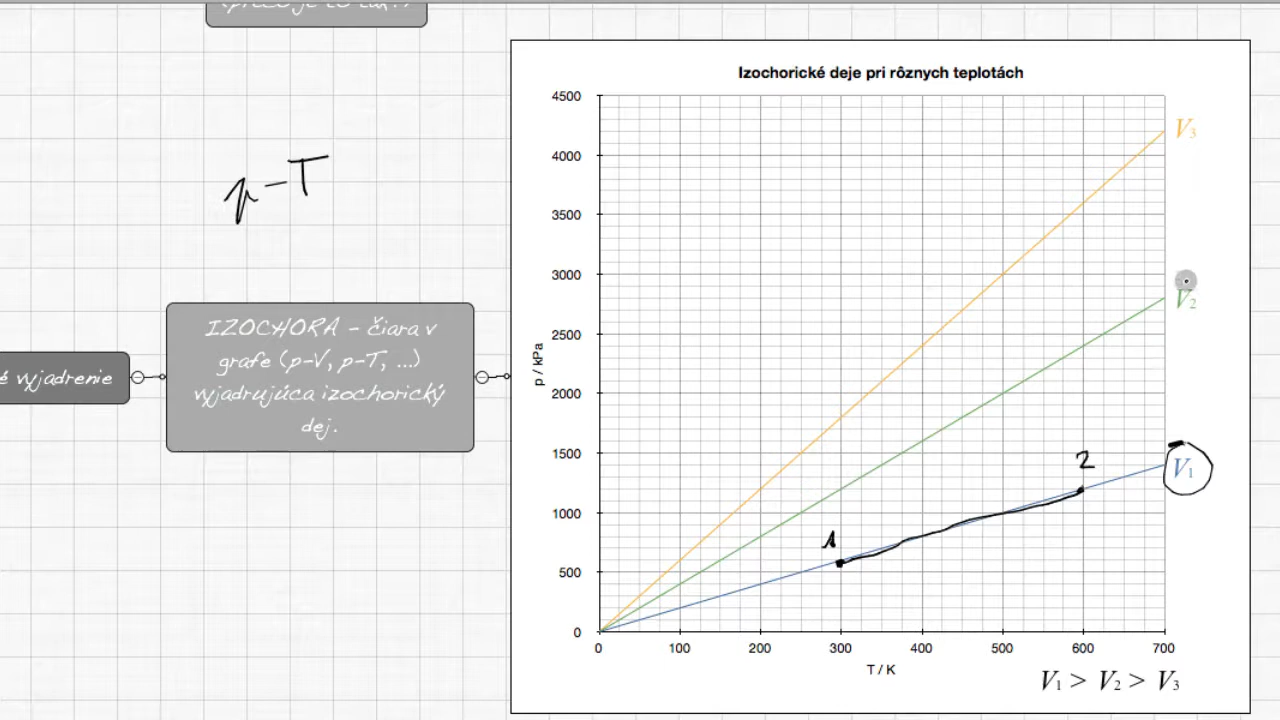 p-T
é vyjadrenie
IZOCHORA - čiara v
grafe (p-V, p-T, ...)
vyjadrujúca izochorický
dej.
Izochorické deje pri rôznych teplotách
4500
4000
3500
3000
2500
2000
1500
1000
500
0
p / kPa
V3
V2
V1
1
2
0 100 200 300 400 500 600 700
T / K
V1 > V2 > V3